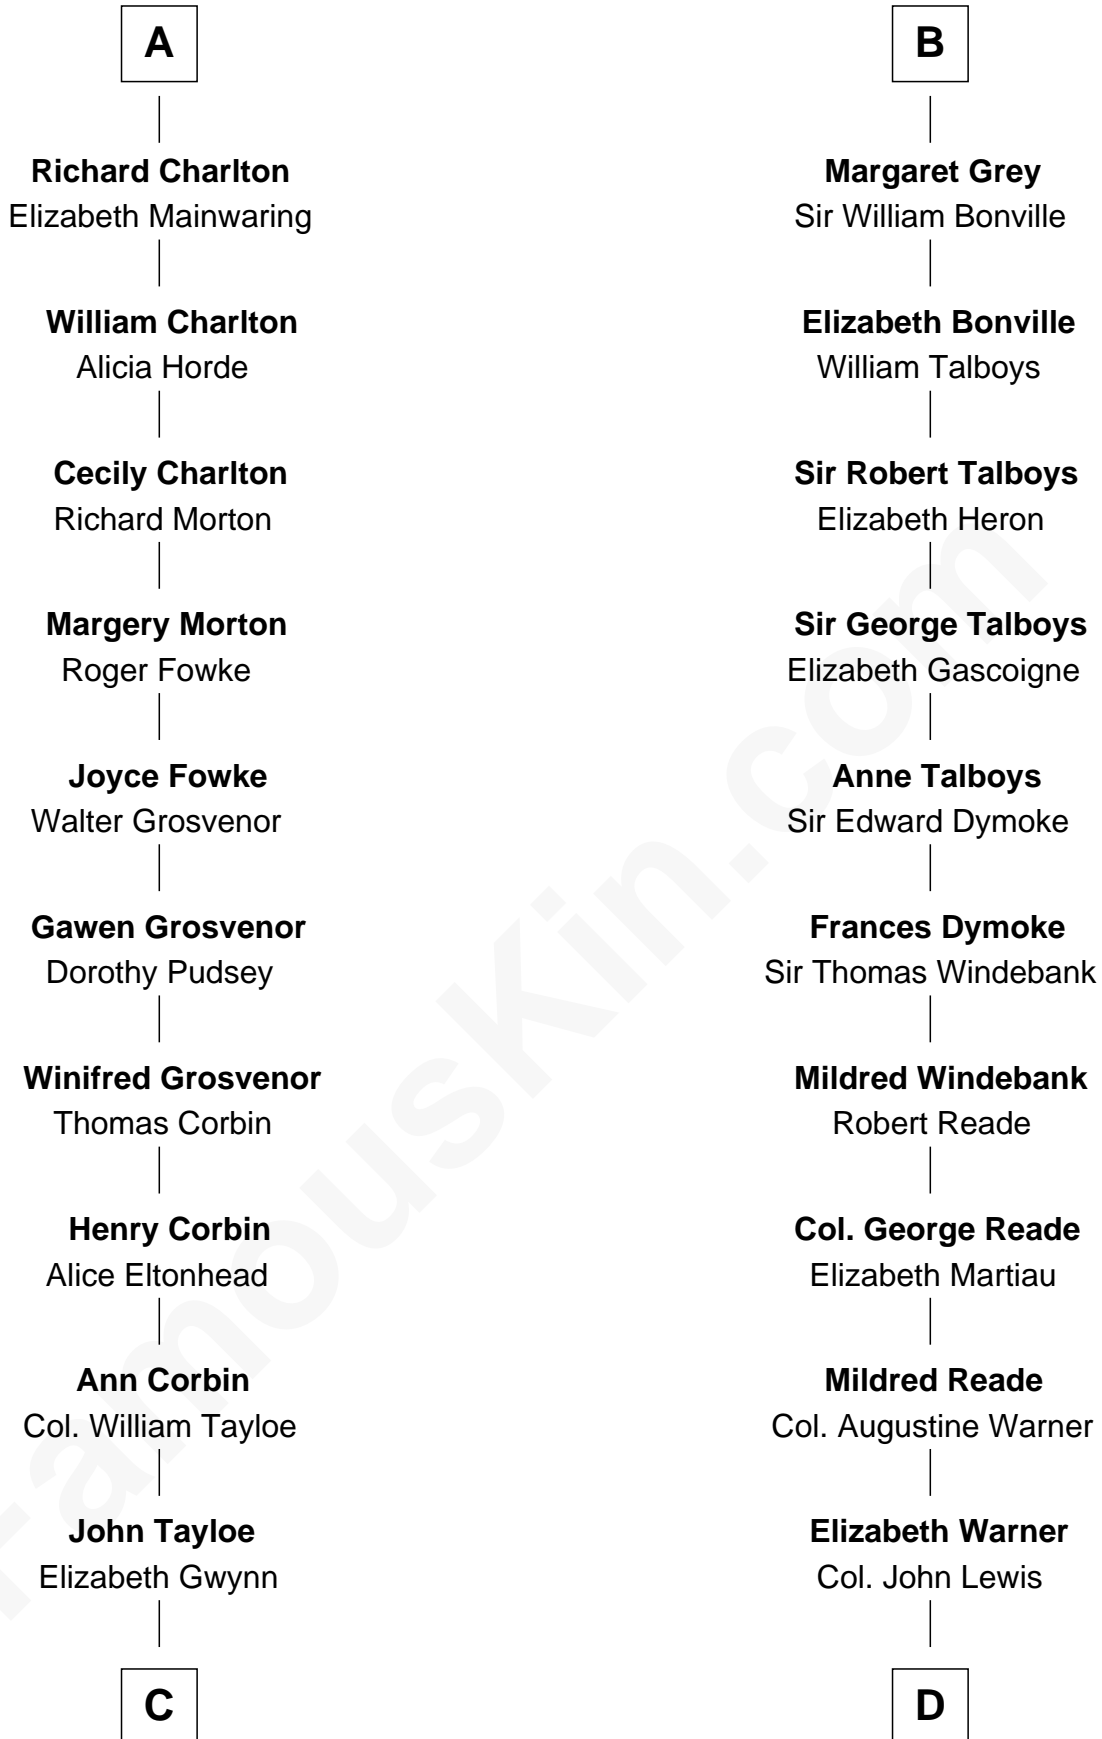 A
Richard Charlton
Elizabeth Mainwaring
William Charlton
Alicia Horde
Cecily Charlton
Richard Morton
Margery Morton
Roger Fowke
Joyce Fowke
Walter Grosvenor
Gawen Grosvenor
Dorothy Pudsey
Winifred Grosvenor
Thomas Corbin
Henry Corbin
Alice Eltonhead
Ann Corbin
Col. William Tayloe
John Tayloe
Elizabeth Gwynn
C
B
Margaret Grey
Sir William Bonville
Elizabeth Bonville
William Talboys
Sir Robert Talboys
Elizabeth Heron
Sir George Talboys
Elizabeth Gascoigne
Anne Talboys
Sir Edward Dymoke
Frances Dymoke
Sir Thomas Windebank
Mildred Windebank
Robert Reade
Col. George Reade
Elizabeth Martiau
Mildred Reade
Col. Augustine Warner
Elizabeth Warner
Col. John Lewis
D
FamousKin.com